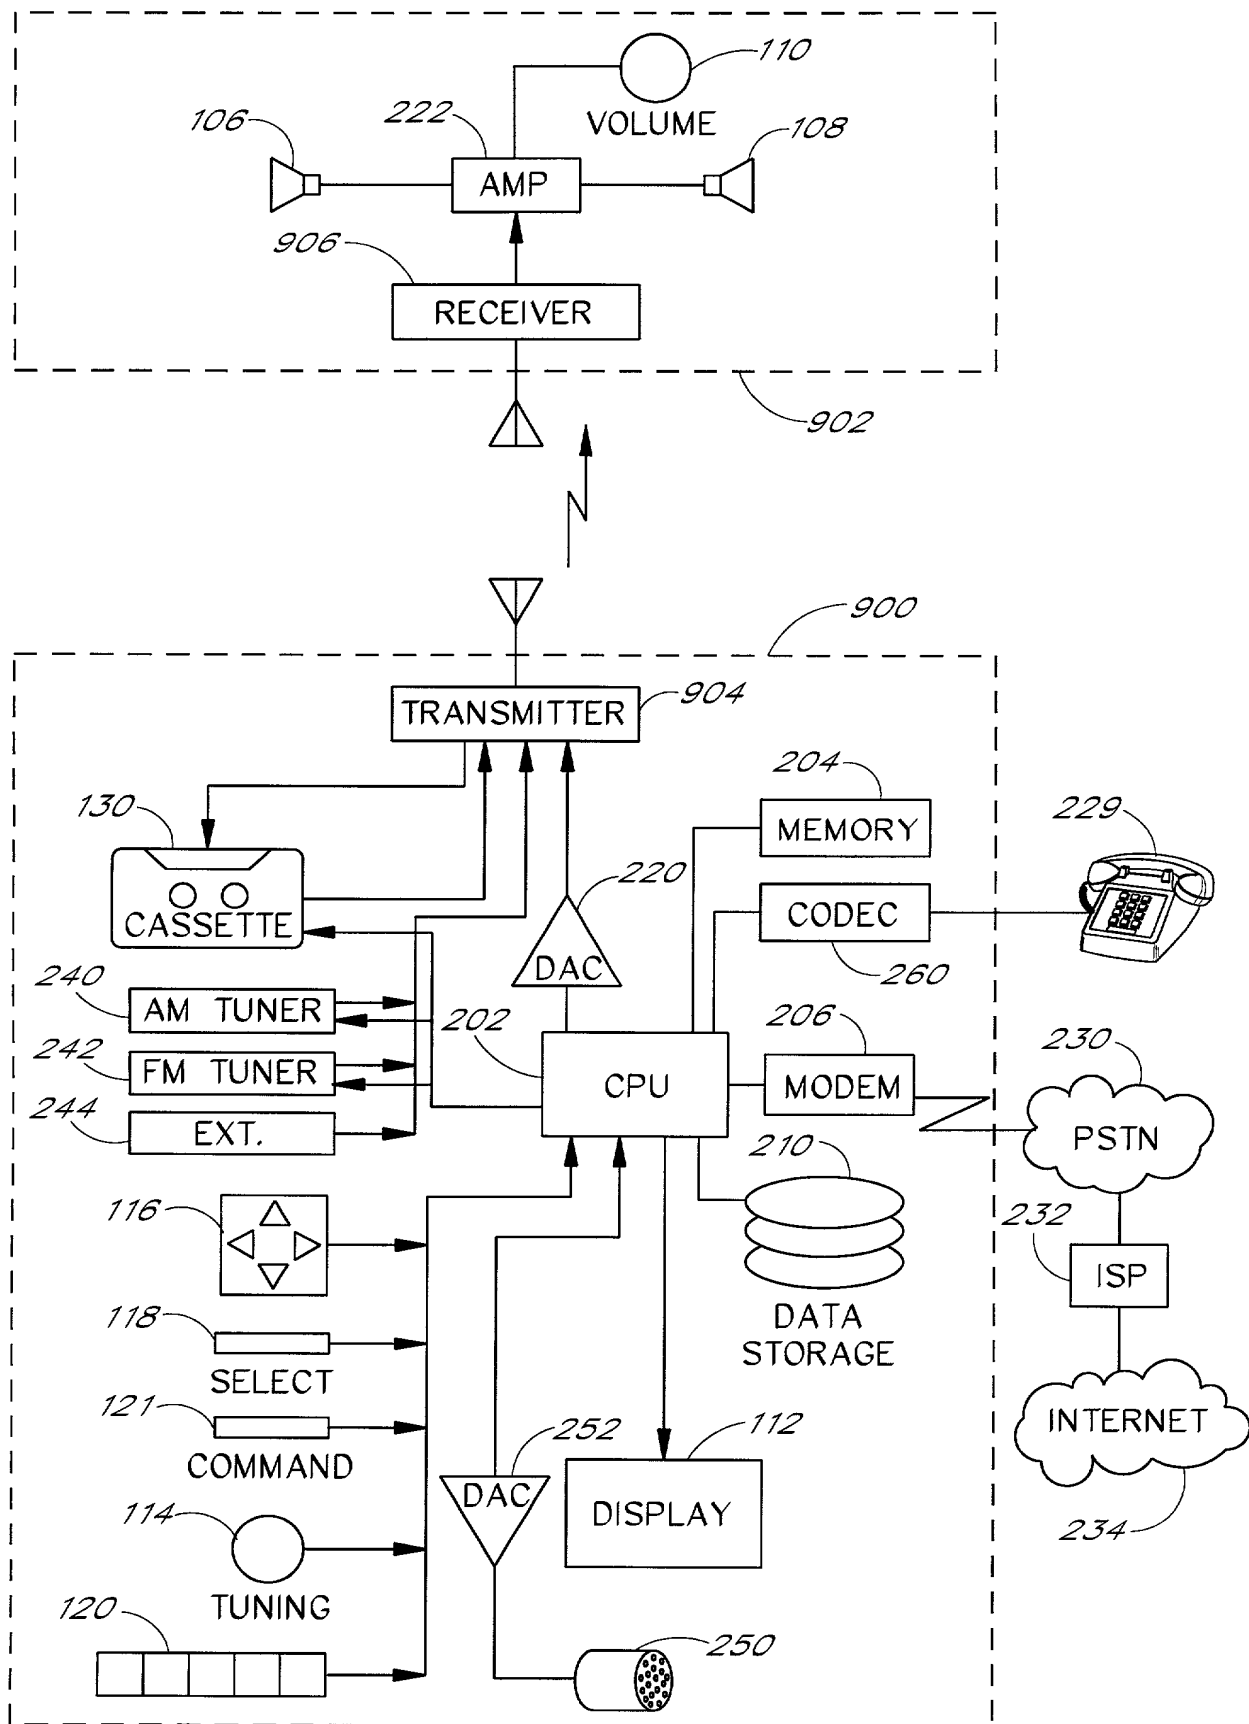 110
VOLUME
106
222
108
AMP
906
RECEIVER
902
900
904
TRANSMITTER
204
MEMORY
130
CASSETTE
229
220
DAC
CODEC
260
240
AM TUNER
202
CPU
206
MODEM
230
PSTN
242
FM TUNER
244
EXT.
210
DATA
STORAGE
116
232
ISP
118
SELECT
121
COMMAND
252
DAC
112
DISPLAY
INTERNET
234
114
TUNING
120
250